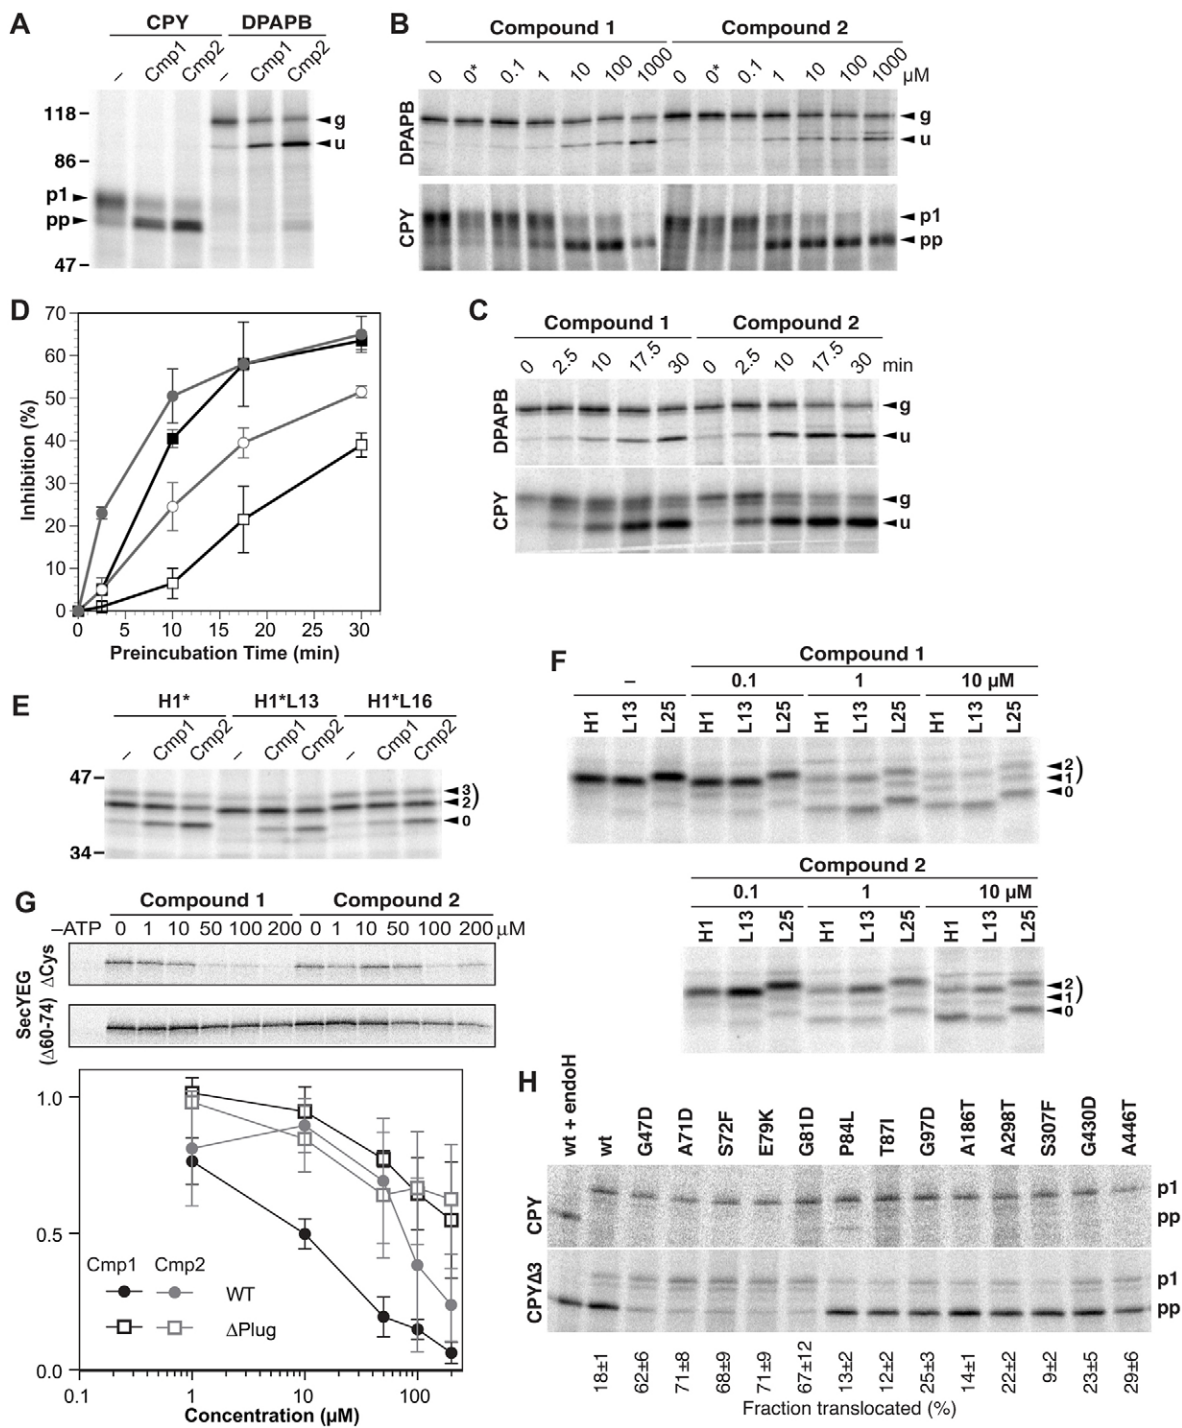 A
CPY DPAPB
– Cmp1 Cmp2 – Cmp1 Cmp2
118
86
p1
pp
47
g
u
B
Compound 1 Compound 2
0 0* 0.1 1 10 100 1000 0 0* 0.1 1 10 100 1000 µM
DPAPB
g
u
CPY
p1
pp
C
Compound 1 Compound 2
0 2.5 10 17.5 30 0 2.5 10 17.5 30 min
DPAPB
g
u
CPY
g
u
D
70
60
50
40
30
20
10
0
Inhibition (%)
0 5 10 15 20 25 30
Preincubation Time (min)
E
H1* H1*L13 H1*L16
– Cmp1 Cmp2 – Cmp1 Cmp2 – Cmp1 Cmp2
47
34
3
2 )
0
F
Compound 1
– 0.1 1 10 µM
H1 L13 L25 H1 L13 L25 H1 L13 L25 H1 L13 L25
2
1 )
0
Compound 2
0.1 1 10 µM
H1 L13 L25 H1 L13 L25 H1 L13 L25
2
1 )
0
G
Compound 1 Compound 2
–ATP 0 1 10 50 100 200 0 1 10 50 100 200 µM
SecYEG
(Δ60-74) ΔCys
1.0
0.5
0.0
Cmp1 Cmp2
WT
ΔPlug
0.1 1 10 100
Concentration (µM)
H
wt + endoH wt G47D A71D S72F E79K G81D P84L T87I G97D A186T A298T S307F G430D A446T
CPY
p1
pp
CPYΔ3
p1
pp
18±1 62±6 71±8 68±9 71±9 67±12 13±2 12±2 25±3 14±1 22±2 9±2 23±5 29±6
Fraction translocated (%)